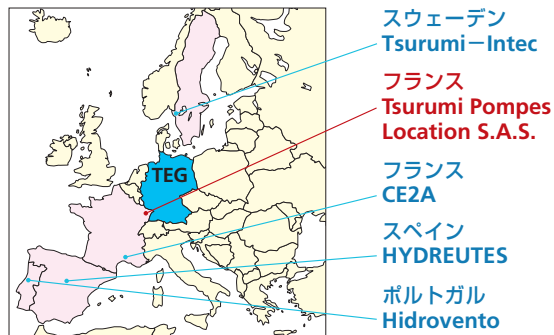 TEG
スウェーデン
Tsurumi－Intec
フランス
Tsurumi Pompes
Location S.A.S.
フランス
CE2A
スペイン
HYDREUTES
ポルトガル
Hidrovento